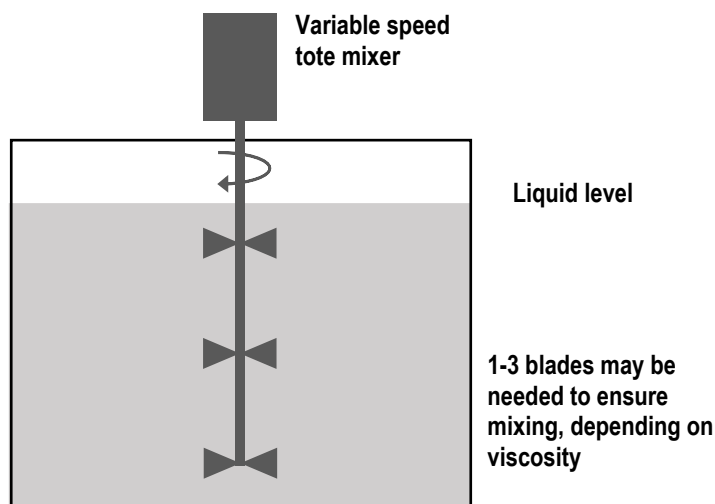 Variable speed
tote mixer
Liquid level
1-3 blades may be
needed to ensure
mixing, depending on
viscosity